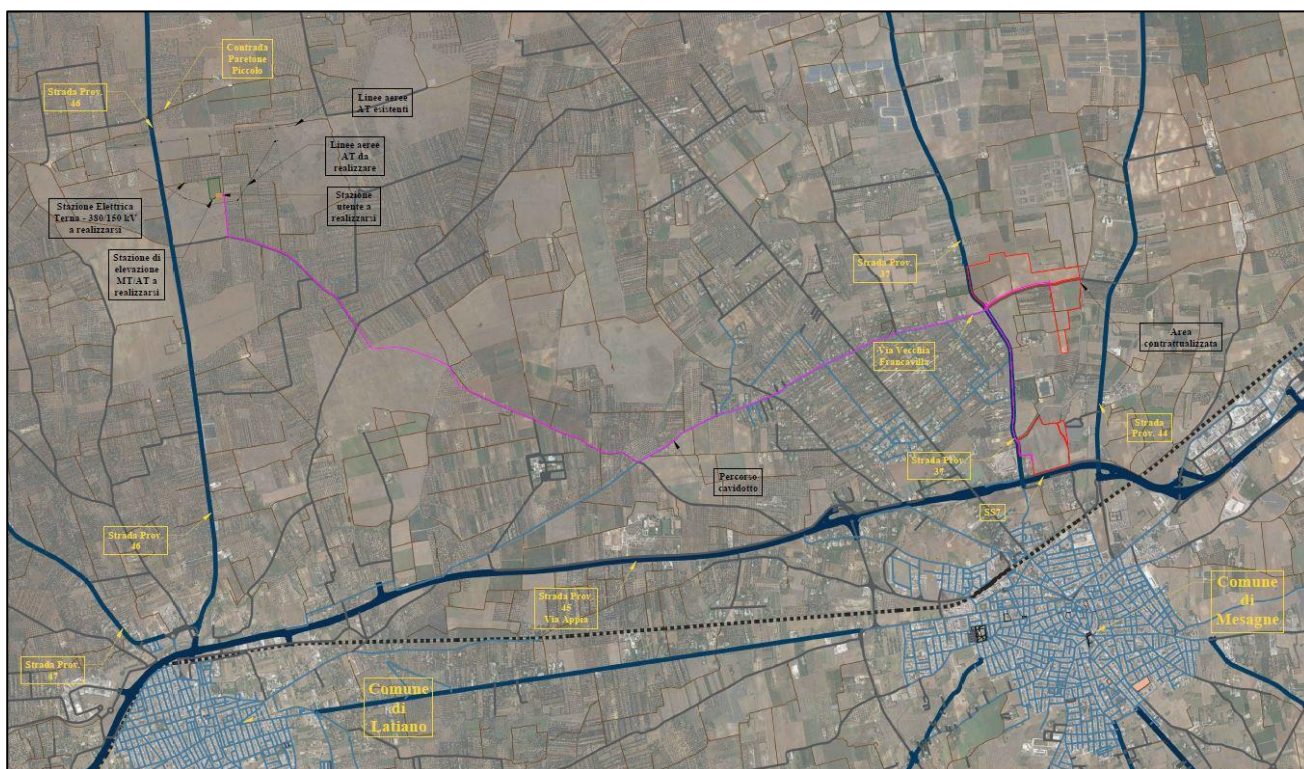 Contrada
Paretone
Piccolo
Strada Prov.
46
Linee aeree
AT esistenti
Linee aeree
AT da
realizzare
Stazione
utente a
realizzarsi
Stazione Elettrica
Terna - 380/150 kV
a realizzarsi
Stazione di
elevazione
MT/AT a
realizzarsi
Strada Prov.
37
Area
contrattualizzata
Via Vecchia
Francavilla
Strada
Prov. 44
Strada Prov.
37
Percorso
cavidotto
SS7
Strada Prov.
46
Strada Prov.
45
Via Appia
Comune
di
Mesagne
Strada Prov.
47
Comune
di
Latiano